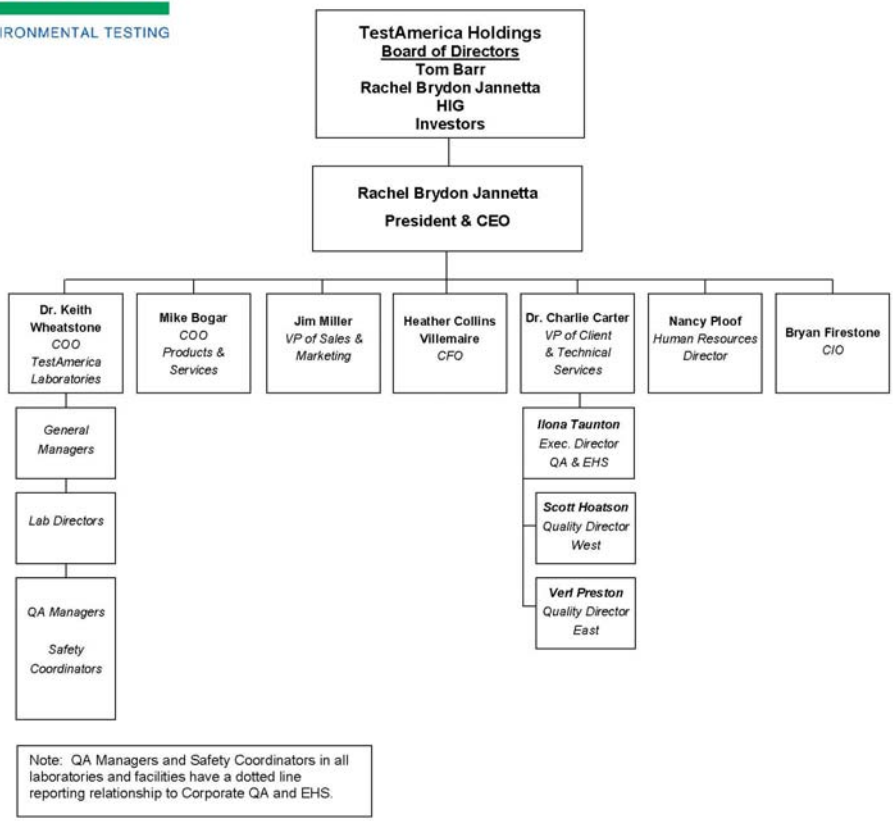 IRONMENTAL TESTING
TestAmerica Holdings
Board of Directors
Tom Barr
Rachel Brydon Jannetta
HIG
Investors
Rachel Brydon Jannetta
President & CEO
Dr. Keith
Wheatstone
COO
TestAmerica
Laboratories
Mike Bogar
COO
Products &
Services
Jim Miller
VP of Sales &
Marketing
Heather Collins
Villemaire
CFO
Dr. Charlie Carter
VP of Client
& Technical
Services
Nancy Ploof
Human Resources
Director
Bryan Firestone
CIO
General
Managers
Lab Directors
QA Managers
Safety
Coordinators
Ilona Taunton
Exec. Director
QA & EHS
Scott Hoatson
Quality Director
West
Verl Preston
Quality Director
East
Note: QA Managers and Safety Coordinators in all
laboratories and facilities have a dotted line
reporting relationship to Corporate QA and EHS.